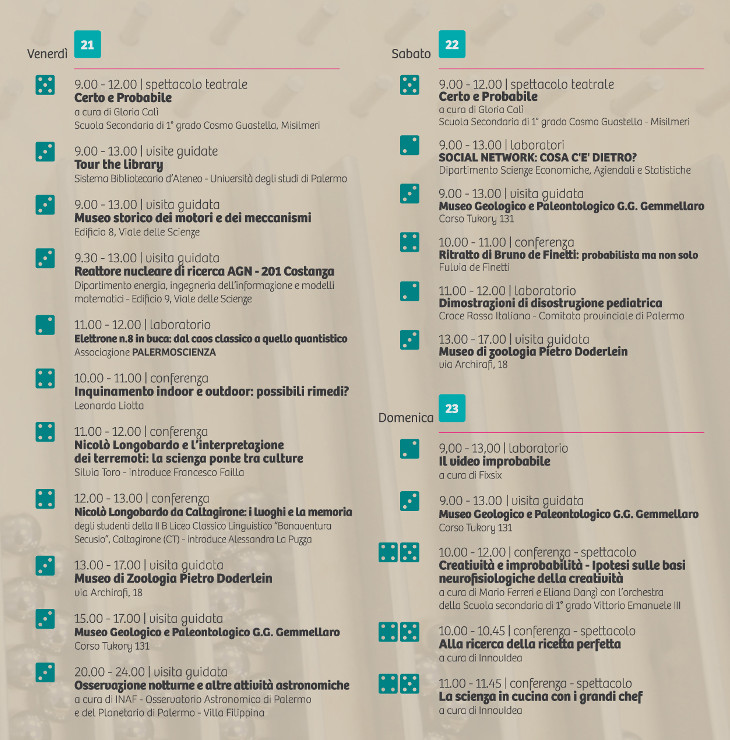 Venerdì 21
9.00 - 12.00 | spettacolo teatrale
Certo e Probabile
a cura di Gloria Calì
Scuola Secondaria di 1° grado Cosmo Guastella, Misilmeri
9.00 - 13.00 | visite guidate
Tour the library
Sistema Bibliotecario d'Ateneo - Università degli studi di Palermo
9.00 - 13.00 | visita guidata
Museo storico dei motori e dei meccanismi
Edificio 8, Viale delle Scienze
9.30 - 13.00 | visita guidata
Reattore nucleare di ricerca AGN - 201 Costanza
Dipartimento energia, ingegneria dell'informazione e modelli
matematici - Edificio 9, Viale delle Scienze
11.00 - 12.00 | laboratorio
Elettrone n.8 in buca: dal caos classico a quello quantistico
Associazione PALERMOSCIENZA
10.00 - 11.00 | conferenza
Inquinamento indoor e outdoor: possibili rimedi?
Leonarda Liotta
11.00 - 12.00 | conferenza
Nicolò Longobardo e l'interpretazione
dei terremoti: la scienza ponte tra culture
Silvia Toro - introduce Francesco Failla
12.00 - 13.00 | conferenza
Nicolò Longobardo da Caltagirone: i luoghi e la memoria
degli studenti della II B Liceo Classico Linguistico "Bonaventura
Secusio", Caltagirone (CT) - introduce Alessandra La Puzza
13.00 - 17.00 | visita guidata
Museo di Zoologia Pietro Doderlein
via Archirafi, 18
15.00 - 17.00 | visita guidata
Museo Geologico e Paleontologico G.G. Gemmellaro
Corso Tukory 131
20.00 - 24.00 | visita guidata
Osservazione notturne e altre attività astronomiche
a cura di INAF - Osservatorio Astronomico di Palermo
e del Planetario di Palermo - Villa Filippina
Sabato 22
9.00 - 12.00 | spettacolo teatrale
Certo e Probabile
a cura di Gloria Calì
Scuola Secondaria di 1° grado Cosmo Guastella - Misilmeri
9.00 - 13.00 | laboratori
SOCIAL NETWORK: COSA C'E' DIETRO?
Dipartimento Scienze Economiche, Aziendali e Statistiche
9.00 - 13.00 | visita guidata
Museo Geologico e Paleontologico G.G. Gemmellaro
Corso Tukory 131
10.00 - 11.00 | conferenza
Ritratto di Bruno de Finetti: probabilista ma non solo
Fulvia de Finetti
11.00 - 12.00 | laboratorio
Dimostrazioni di disostruzione pediatrica
Croce Rossa Italiana - Comitato provinciale di Palermo
13.00 - 17.00 | visita guidata
Museo di zoologia Pietro Doderlein
via Archirafi, 18
Domenica 23
9,00 - 13,00 | laboratorio
Il video improbabile
a cura di Fixsix
9.00 - 13.00 | visita guidata
Museo Geologico e Paleontologico G.G. Gemmellaro
Corso Tukory 131
10.00 - 12.00 | conferenza - spettacolo
Creatività e improbabilità - Ipotesi sulle basi
neurofisiologiche della creatività
a cura di Mario Ferreri e Eliana Danzì con l'orchestra
della Scuola secondaria di 1° grado Vittorio Emanuele III
10.00 - 10.45 | conferenza - spettacolo
Alla ricerca della ricetta perfetta
a cura di InnovIdea
11.00 - 11.45 | conferenza - spettacolo
La scienza in cucina con i grandi chef
a cura di InnovIdea